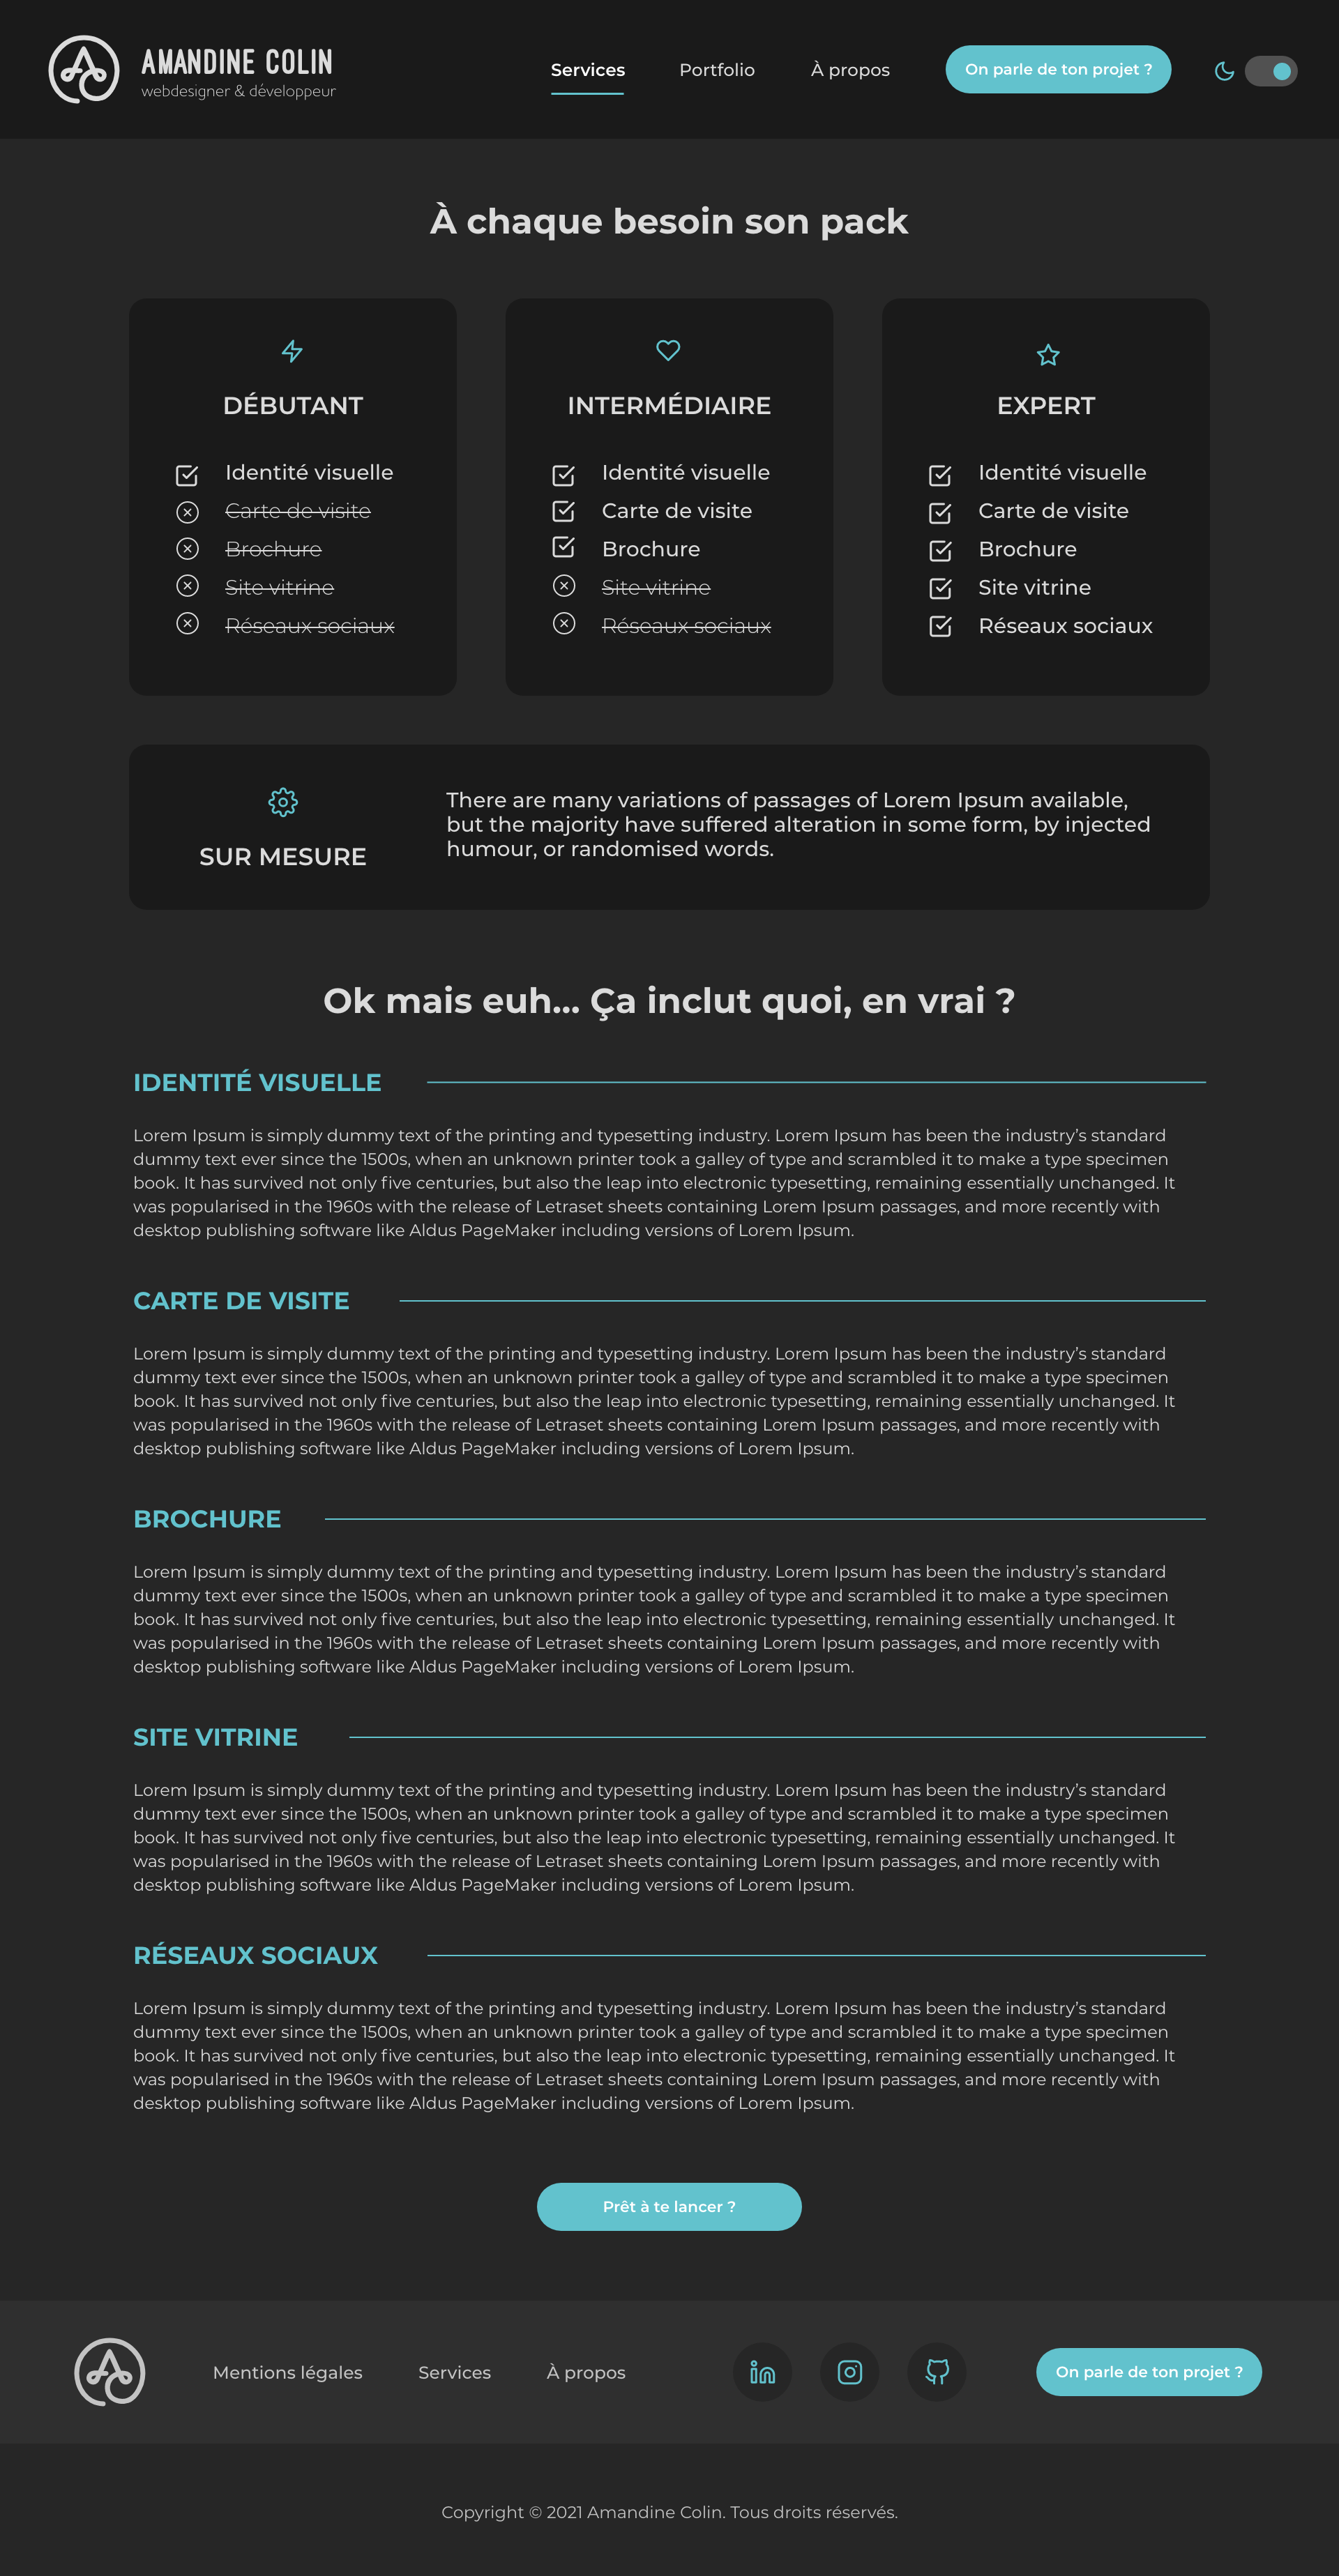 AMANDINE COLIN
webdesigner & développeur
Services
Portfolio
À propos
On parle de ton projet ?
À chaque besoin son pack
DÉBUTANT
Identité visuelle
Carte de visite
Brochure
Site vitrine
Réseaux sociaux
INTERMÉDIAIRE
Identité visuelle
Carte de visite
Brochure
Site vitrine
Réseaux sociaux
EXPERT
Identité visuelle
Carte de visite
Brochure
Site vitrine
Réseaux sociaux
SUR MESURE
There are many variations of passages of Lorem Ipsum available,
but the majority have suffered alteration in some form, by injected
humour, or randomised words.
Ok mais euh... Ça inclut quoi, en vrai ?
IDENTITÉ VISUELLE
Lorem Ipsum is simply dummy text of the printing and typesetting industry. Lorem Ipsum has been the industry’s standard
dummy text ever since the 1500s, when an unknown printer took a galley of type and scrambled it to make a type specimen
book. It has survived not only five centuries, but also the leap into electronic typesetting, remaining essentially unchanged. It
was popularised in the 1960s with the release of Letraset sheets containing Lorem Ipsum passages, and more recently with
desktop publishing software like Aldus PageMaker including versions of Lorem Ipsum.
CARTE DE VISITE
Lorem Ipsum is simply dummy text of the printing and typesetting industry. Lorem Ipsum has been the industry’s standard
dummy text ever since the 1500s, when an unknown printer took a galley of type and scrambled it to make a type specimen
book. It has survived not only five centuries, but also the leap into electronic typesetting, remaining essentially unchanged. It
was popularised in the 1960s with the release of Letraset sheets containing Lorem Ipsum passages, and more recently with
desktop publishing software like Aldus PageMaker including versions of Lorem Ipsum.
BROCHURE
Lorem Ipsum is simply dummy text of the printing and typesetting industry. Lorem Ipsum has been the industry’s standard
dummy text ever since the 1500s, when an unknown printer took a galley of type and scrambled it to make a type specimen
book. It has survived not only five centuries, but also the leap into electronic typesetting, remaining essentially unchanged. It
was popularised in the 1960s with the release of Letraset sheets containing Lorem Ipsum passages, and more recently with
desktop publishing software like Aldus PageMaker including versions of Lorem Ipsum.
SITE VITRINE
Lorem Ipsum is simply dummy text of the printing and typesetting industry. Lorem Ipsum has been the industry’s standard
dummy text ever since the 1500s, when an unknown printer took a galley of type and scrambled it to make a type specimen
book. It has survived not only five centuries, but also the leap into electronic typesetting, remaining essentially unchanged. It
was popularised in the 1960s with the release of Letraset sheets containing Lorem Ipsum passages, and more recently with
desktop publishing software like Aldus PageMaker including versions of Lorem Ipsum.
RÉSEAUX SOCIAUX
Lorem Ipsum is simply dummy text of the printing and typesetting industry. Lorem Ipsum has been the industry’s standard
dummy text ever since the 1500s, when an unknown printer took a galley of type and scrambled it to make a type specimen
book. It has survived not only five centuries, but also the leap into electronic typesetting, remaining essentially unchanged. It
was popularised in the 1960s with the release of Letraset sheets containing Lorem Ipsum passages, and more recently with
desktop publishing software like Aldus PageMaker including versions of Lorem Ipsum.
Prêt à te lancer ?
Mentions légales
Services
À propos
On parle de ton projet ?
Copyright © 2021 Amandine Colin. Tous droits réservés.